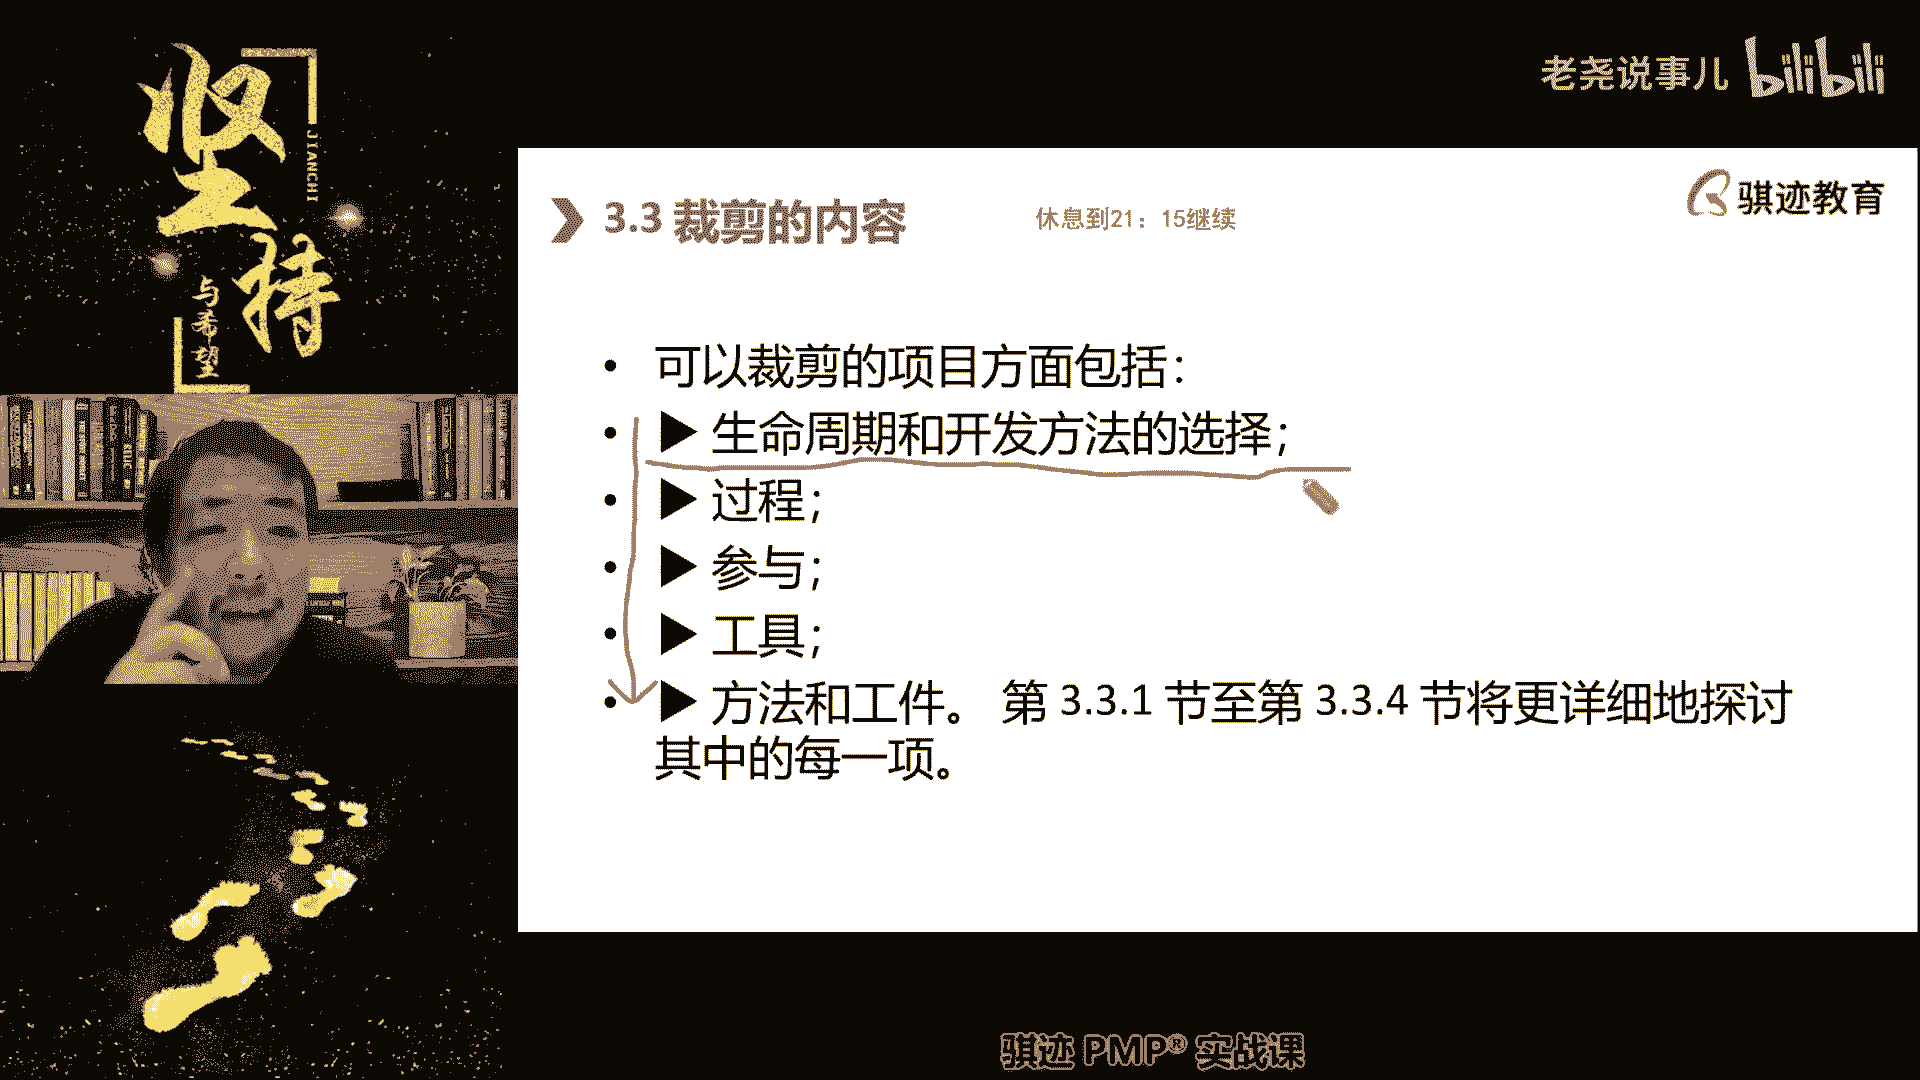 坚持
JIANCHI
与希望
老尧说事儿 bilibili
骐迹教育
3.3 裁剪的内容
休息到21：15继续
• 可以裁剪的项目方面包括：
• ▶ 生命周期和开发方法的选择；
• ▶ 过程；
• ▶ 参与；
• ▶ 工具；
• ▶ 方法和工件。 第 3.3.1 节至第 3.3.4 节将更详细地探讨
其中的每一项。
骐迹 PMP® 实战课